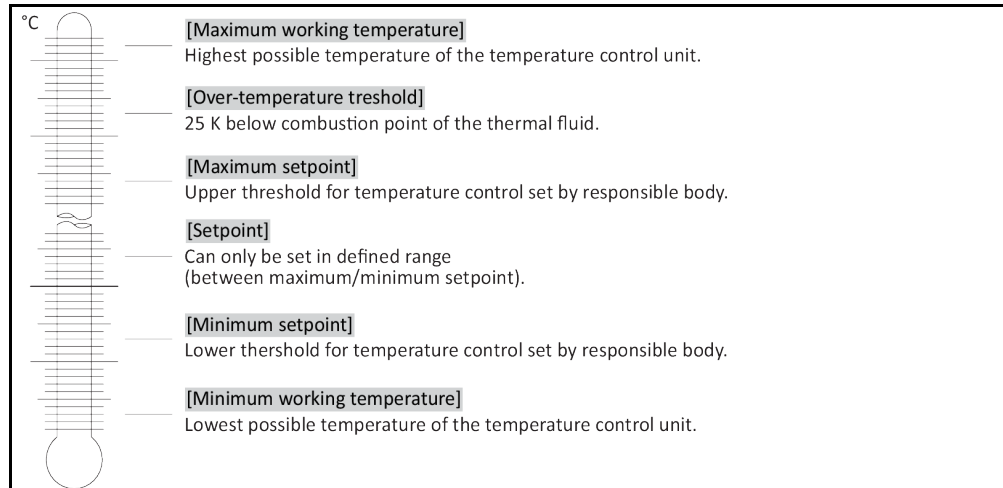 °C
[Maximum working temperature]
Highest possible temperature of the temperature control unit.
[Over-temperature treshold]
25 K below combustion point of the thermal fluid.
[Maximum setpoint]
Upper threshold for temperature control set by responsible body.
[Setpoint]
Can only be set in defined range
(between maximum/minimum setpoint).
[Minimum setpoint]
Lower thershold for temperature control set by responsible body.
[Minimum working temperature]
Lowest possible temperature of the temperature control unit.